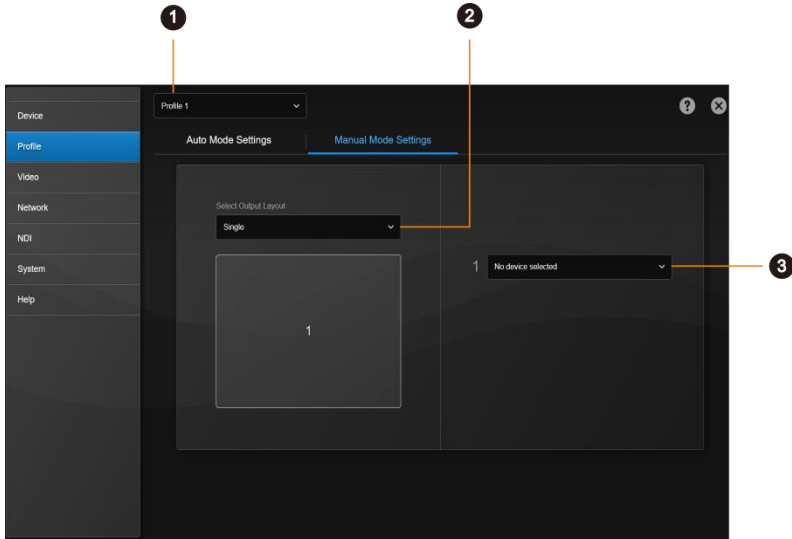 1
2
Profile 1
Device
Auto Mode Settings
Manual Mode Settings
Profile
Video
Select Output Layout
Network
Single
NDI
1 No device selected
3
System
Help
1